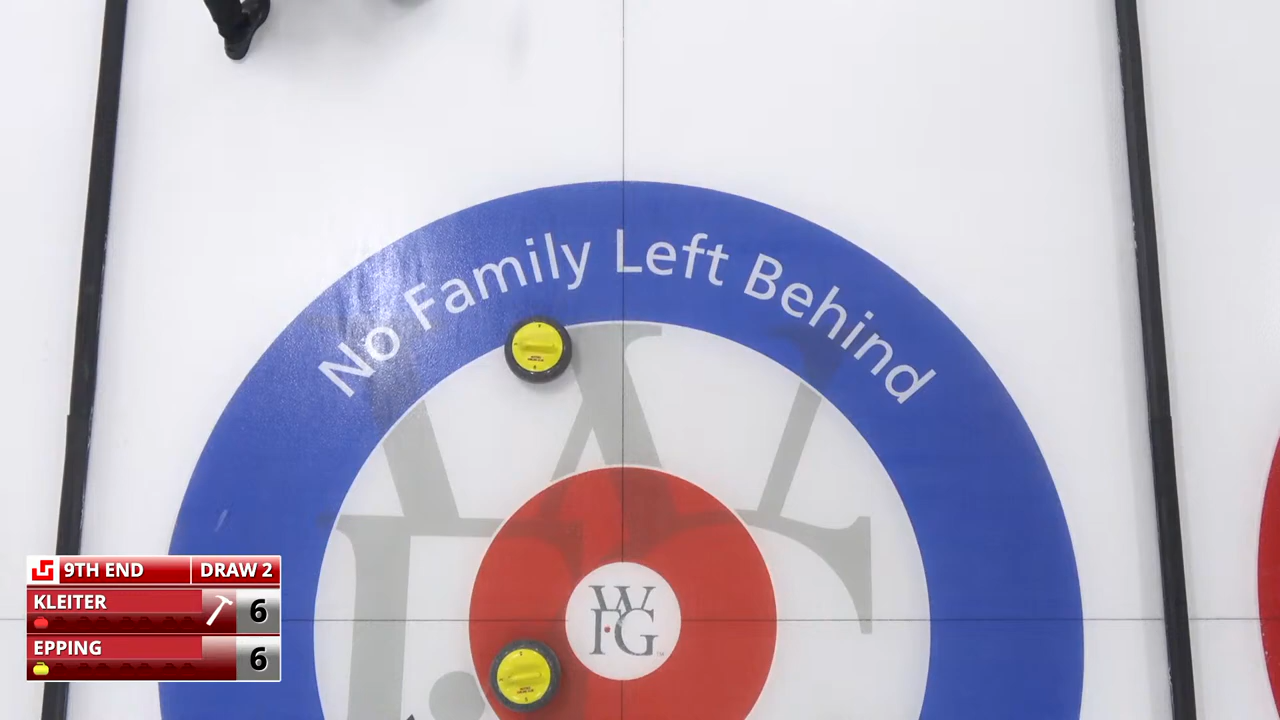 No Family Left Behind
WFG
9TH END DRAW 2
KLEITER 6
EPPING 6